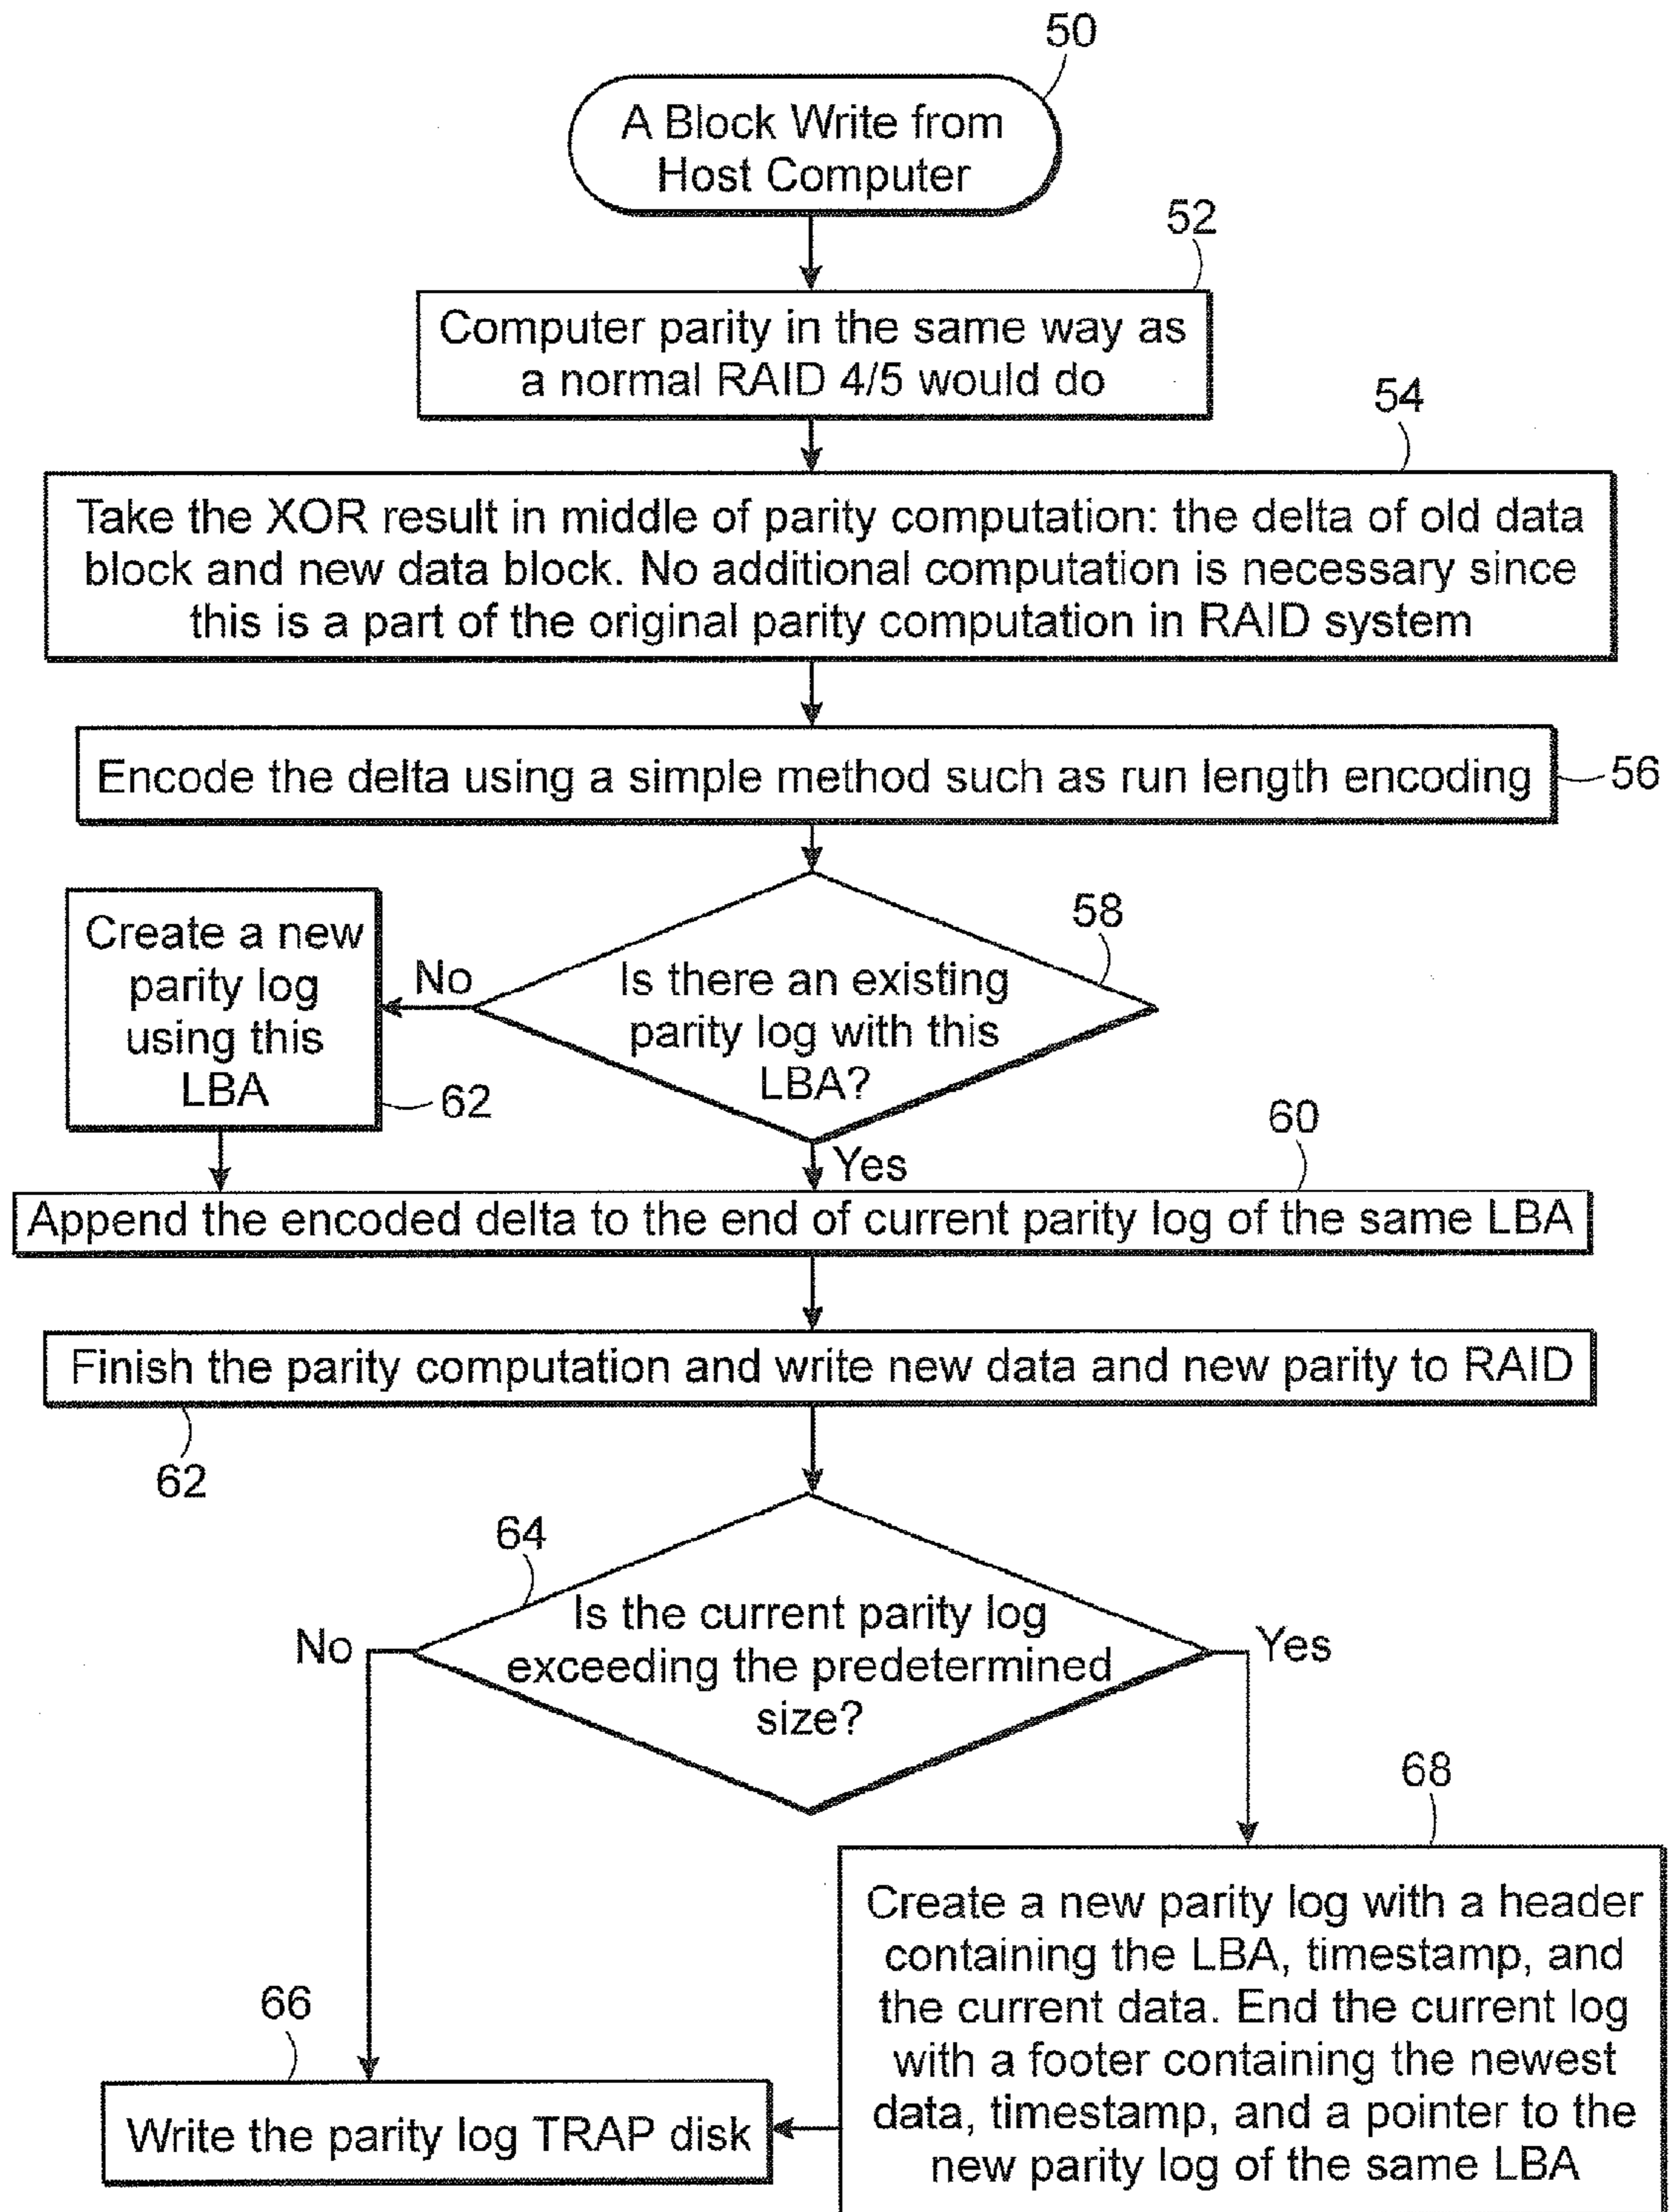 50
A Block Write from
Host Computer
52
Computer parity in the same way as
a normal RAID 4/5 would do
54
Take the XOR result in middle of parity computation: the delta of old data
block and new data block. No additional computation is necessary since
this is a part of the original parity computation in RAID system
Encode the delta using a simple method such as run length encoding
56
Create a new
parity log
using this
LBA
62
No
58
Is there an existing
parity log with this
LBA?
Yes
60
Append the encoded delta to the end of current parity log of the same LBA
Finish the parity computation and write new data and new parity to RAID
62
64
Is the current parity log
exceeding the predetermined
size?
No
Yes
68
Create a new parity log with a header
containing the LBA, timestamp, and
the current data. End the current log
with a footer containing the newest
data, timestamp, and a pointer to the
new parity log of the same LBA
66
Write the parity log TRAP disk